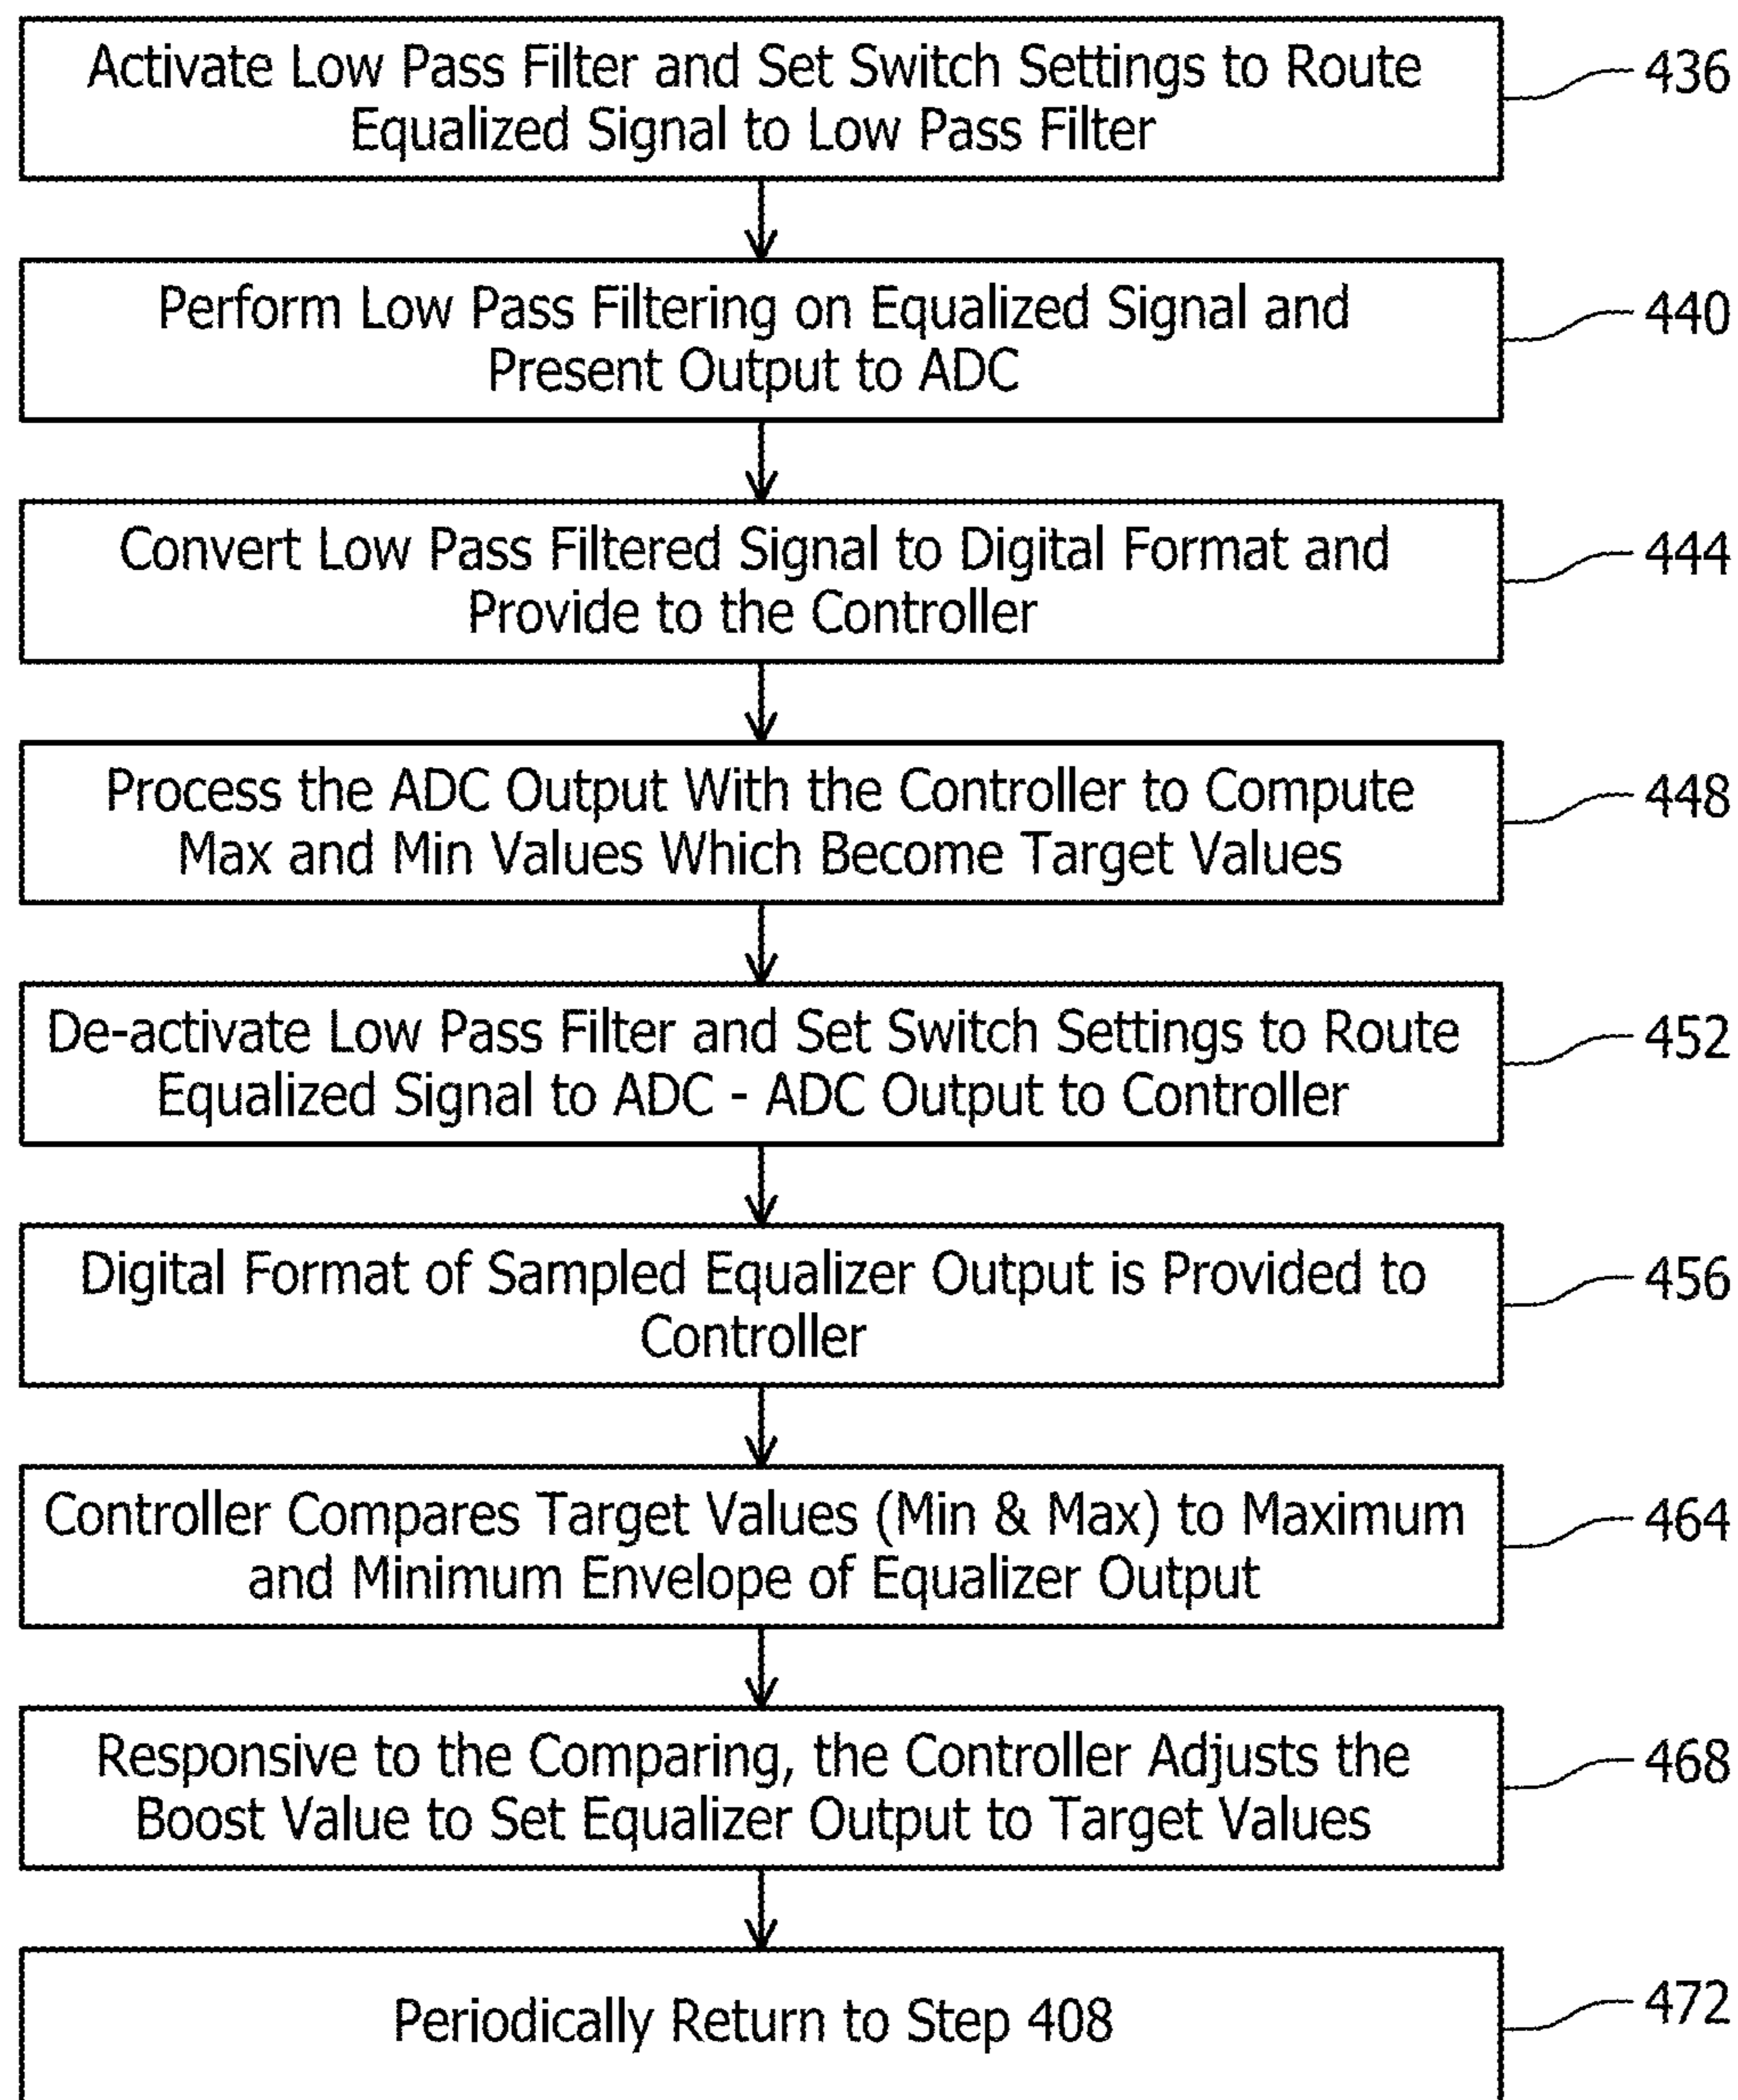 Activate Low Pass Filter and Set Switch Settings to Route
Equalized Signal to Low Pass Filter
436
Perform Low Pass Filtering on Equalized Signal and
Present Output to ADC
440
Convert Low Pass Filtered Signal to Digital Format and
Provide to the Controller
444
Process the ADC Output With the Controller to Compute
Max and Min Values Which Become Target Values
448
De-activate Low Pass Filter and Set Switch Settings to Route
Equalized Signal to ADC - ADC Output to Controller
452
Digital Format of Sampled Equalizer Output is Provided to
Controller
456
Controller Compares Target Values (Min & Max) to Maximum
and Minimum Envelope of Equalizer Output
464
Responsive to the Comparing, the Controller Adjusts the
Boost Value to Set Equalizer Output to Target Values
468
Periodically Return to Step 408
472